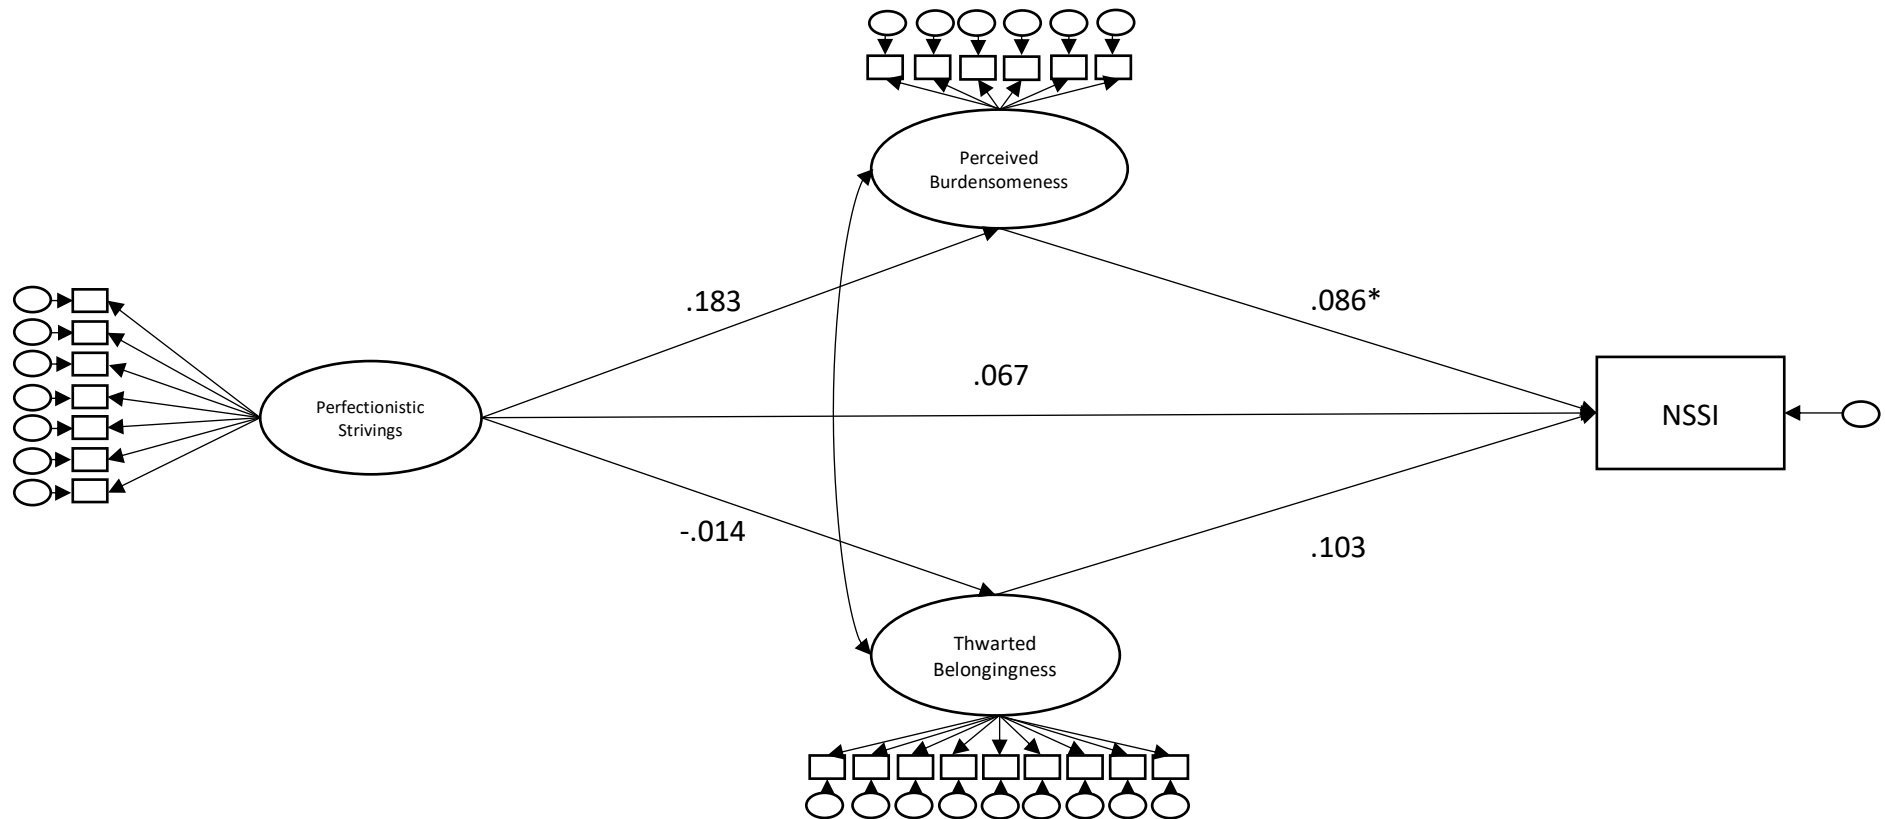 Perceived
Burdensomeness
.183
.086*
.067
Perfectionistic
Strivings
NSSI
-.014
.103
Thwarted
Belongingness